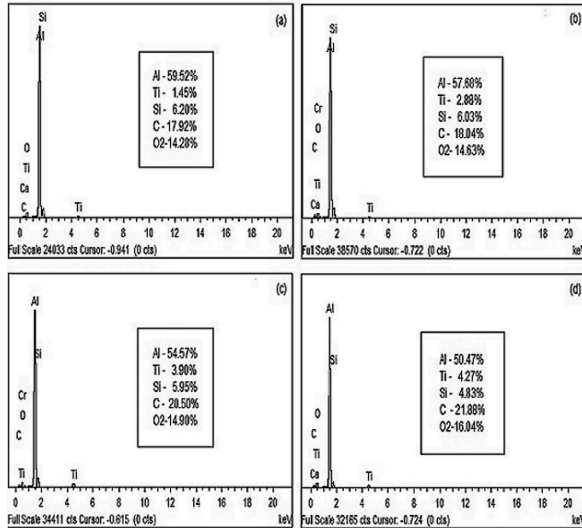 (a)
Si
Al
Al - 59.52%
Ti - 1.45%
Si - 6.20%
C - 17.92%
O2-14.28%
O
Ti
Ca
C
Ti
0 2 4 6 8 10 12 14 16 18 20
Full Scale 24033 cts Cursor: -0.941 (0 cts)
keV
(b)
Si
Al
Al - 57.68%
Ti - 2.88%
Si - 6.03%
C - 18.04%
O2-14.63%
Cr
O
C
Ti
Ca
Ti
0 2 4 6 8 10 12 14 16 18 20
Full Scale 38570 cts Cursor: -0.722 (0 cts)
keV
(c)
Al
Si
Al - 54.57%
Ti - 3.90%
Si - 5.95%
C - 20.50%
O2-14.90%
Cr
O
C
Ti
Ti
0 2 4 6 8 10 12 14 16 18 20
Full Scale 34411 cts Cursor: -0.615 (0 cts)
keV
(d)
Al
Si
Al - 50.47%
Ti - 4.27%
Si - 4.83%
C - 21.88%
O2-16.04%
O
C
Ti
Ca
Ti
0 2 4 6 8 10 12 14 16 18 20
Full Scale 32165 cts Cursor: -0.724 (0 cts)
keV